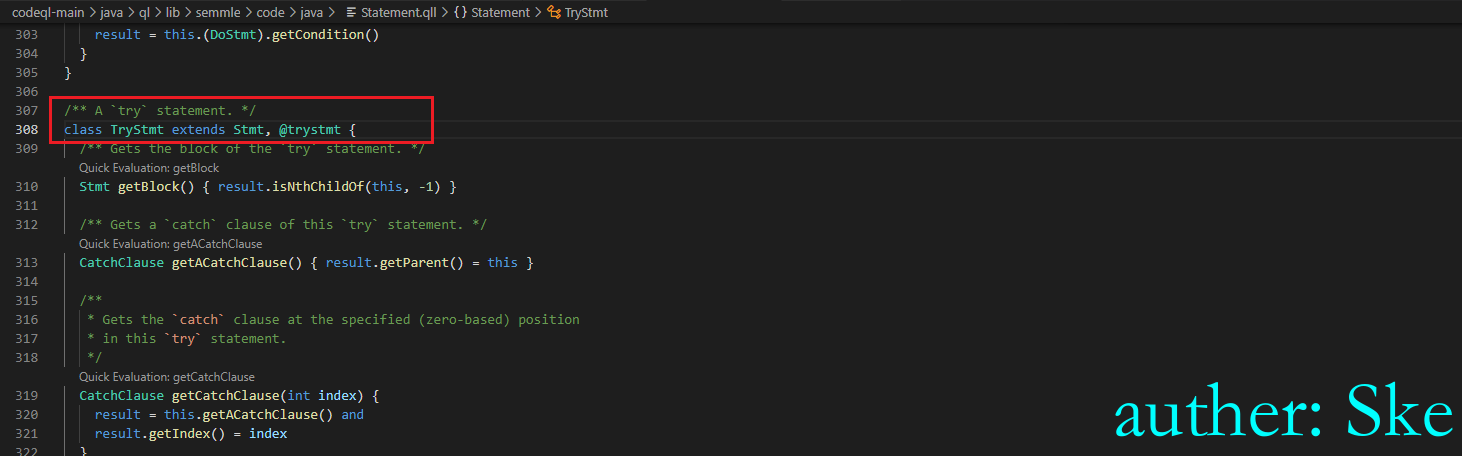 codeql-main > java > ql > lib > semmle > code > java > Statement.qll > {} Statement > TryStmt
303 result = this.(DoStmt).getCondition()
304 }
305 }
306
307 /** A `try` statement. */
308 class TryStmt extends Stmt, @trystmt {
309 /** Gets the block of the `try` statement. */
Quick Evaluation: getBlock
310 Stmt getBlock() { result.isNthChildOf(this, -1) }
311
312 /** Gets a `catch` clause of this `try` statement. */
Quick Evaluation: getACatchClause
313 CatchClause getACatchClause() { result.getParent() = this }
314
315 /**
316 * Gets the `catch` clause at the specified (zero-based) position
317 * in this `try` statement.
318 */
Quick Evaluation: getCatchClause
319 CatchClause getCatchClause(int index) {
320 result = this.getACatchClause() and
321 result.getIndex() = index
322 }
auther: Ske